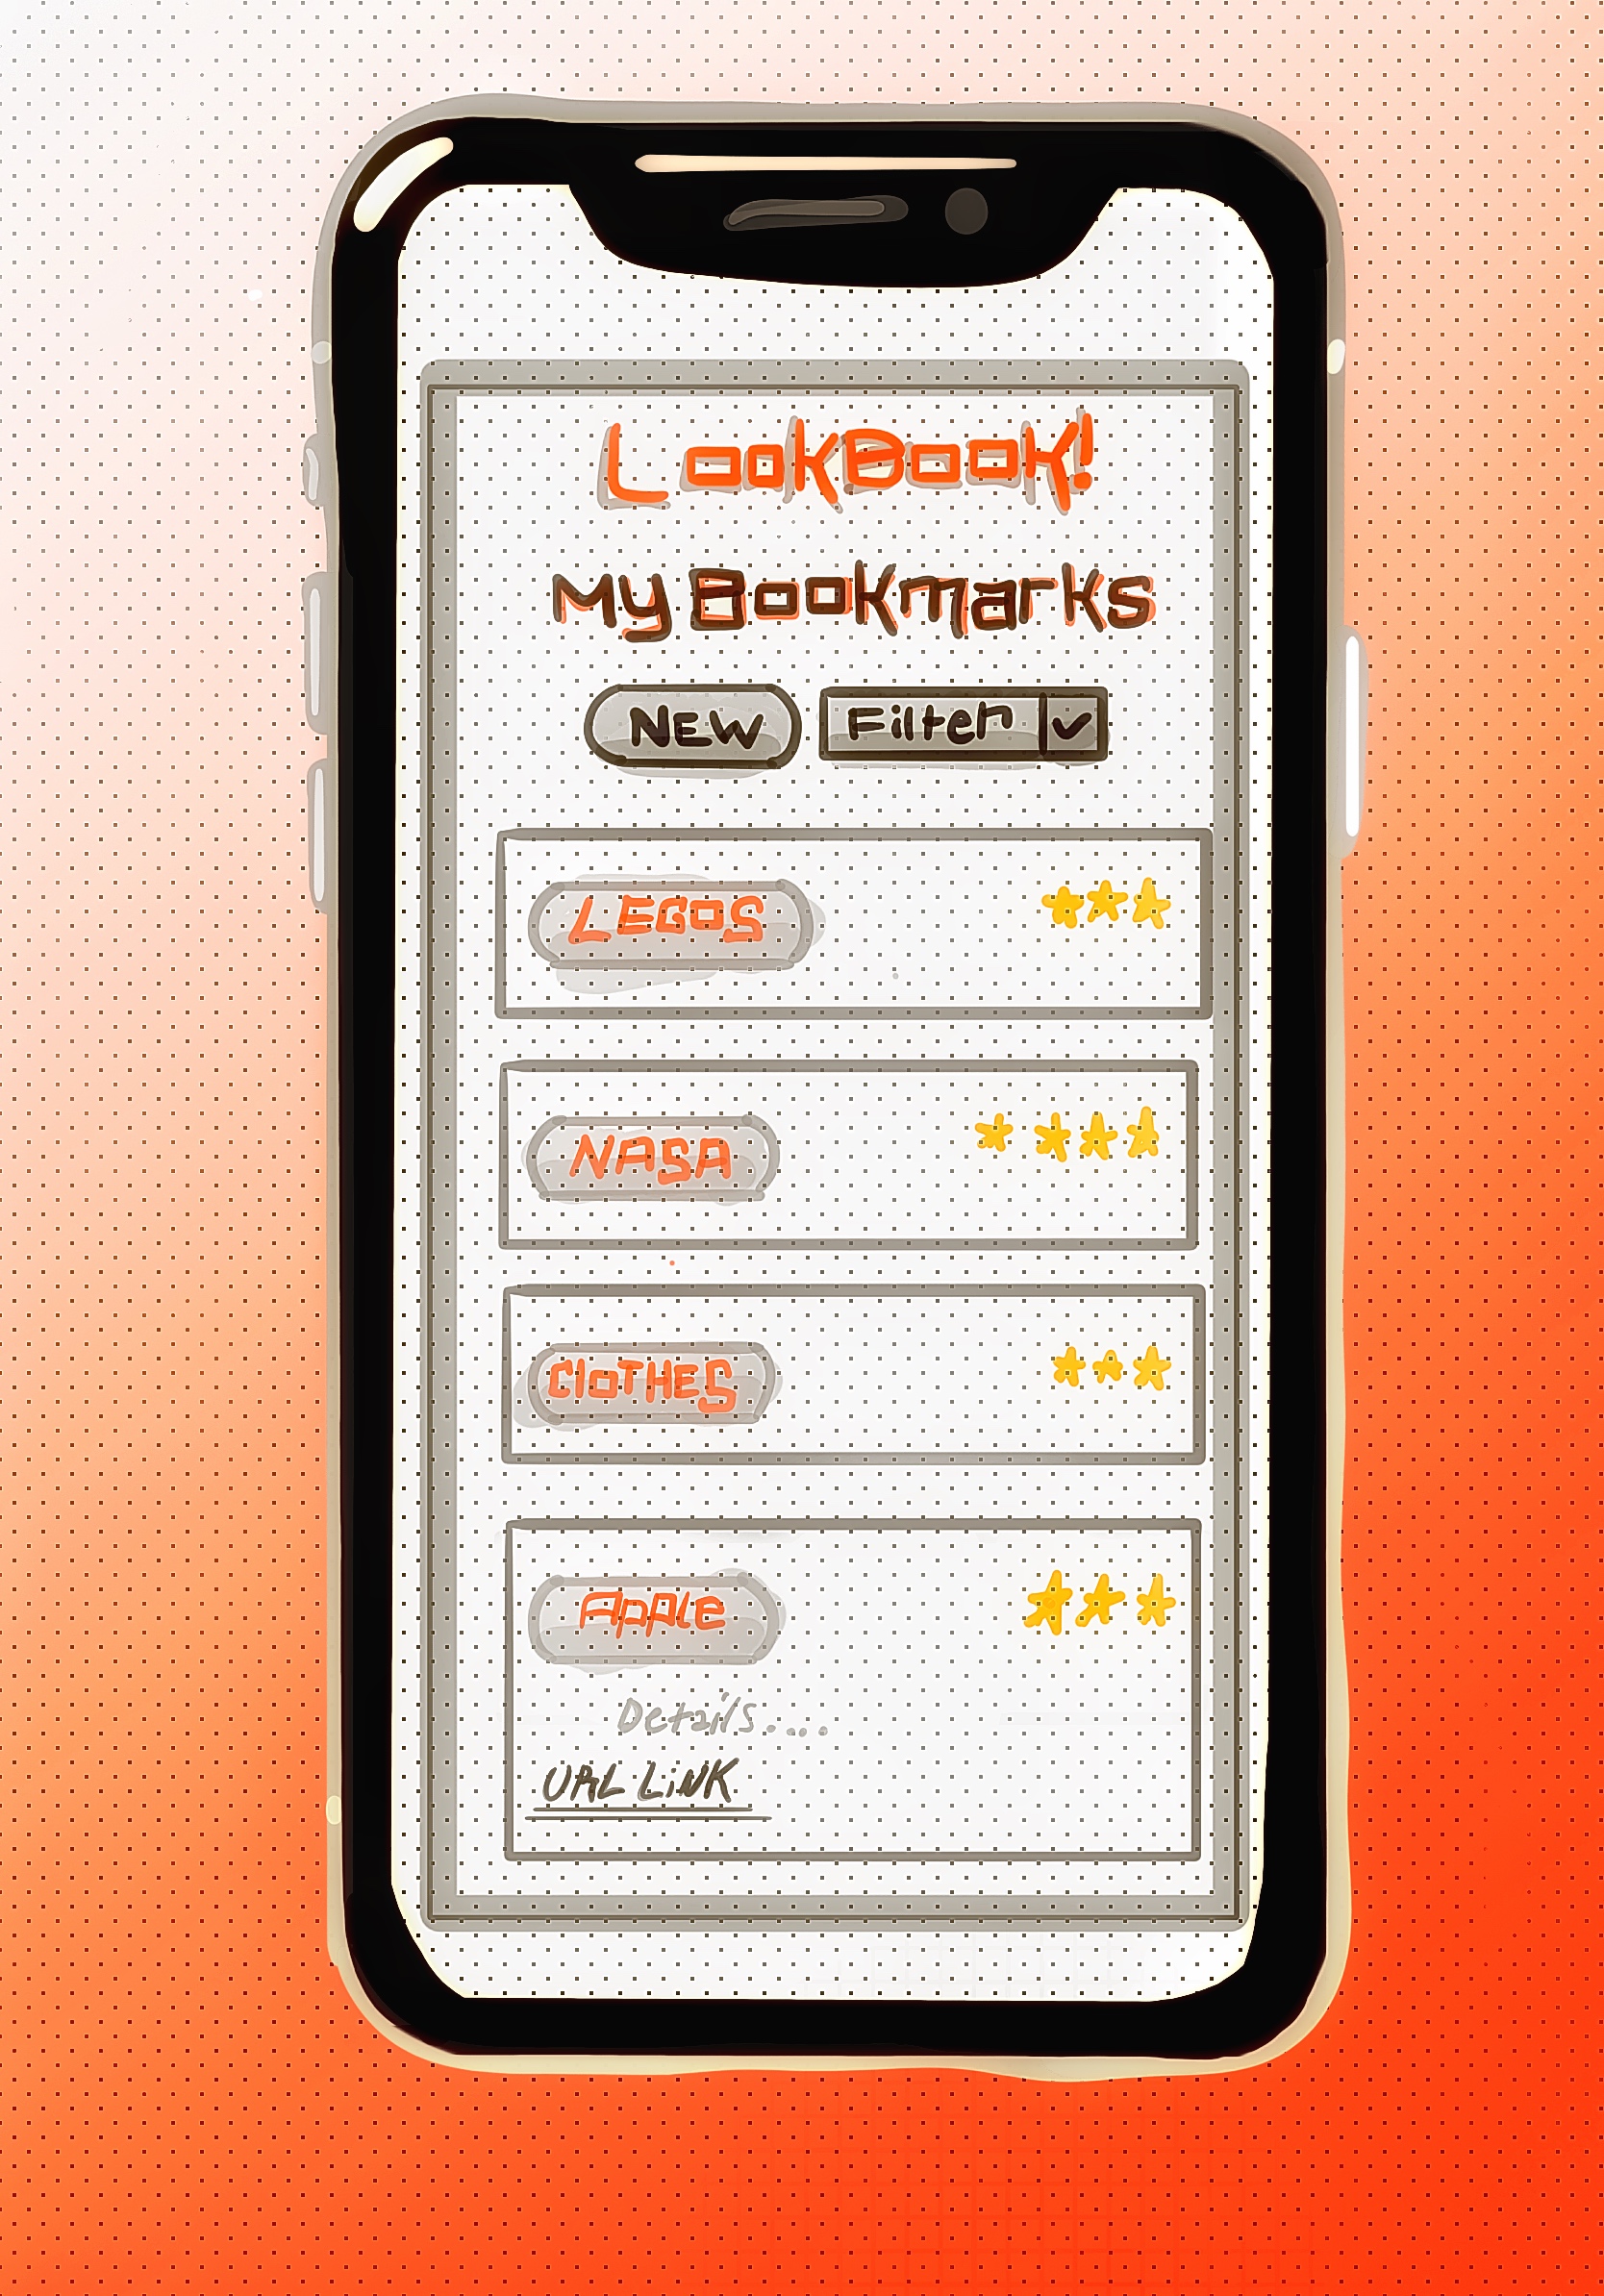 LookBook!
My Bookmarks
NEW Filter
LEGOS
NASA
ClOTHES
Apple
Details....
URL LiNK